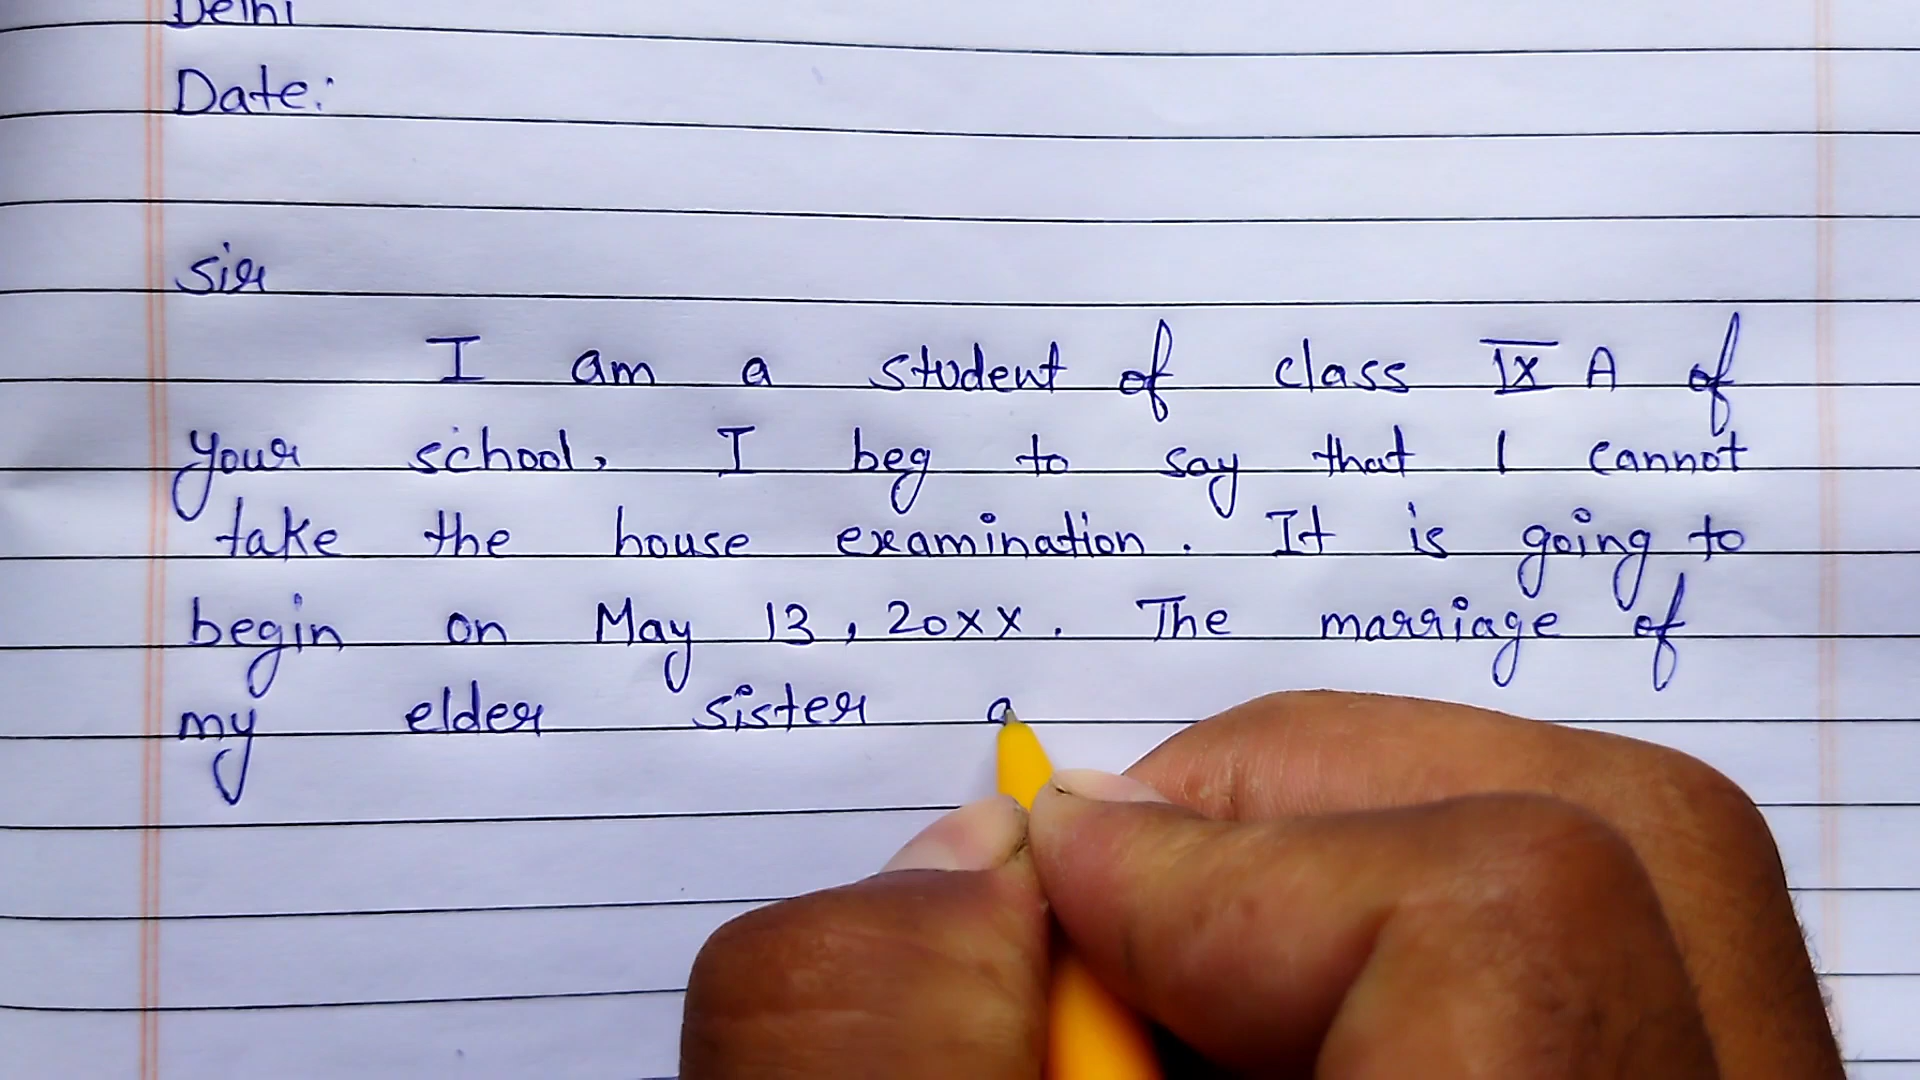 Delhi
Date:
Sir
I am a student of class IX A of
your school, I beg to say that I cannot
take the house examination. It is going to
begin on May 13, 20xx. The marriage of
my elder sister a